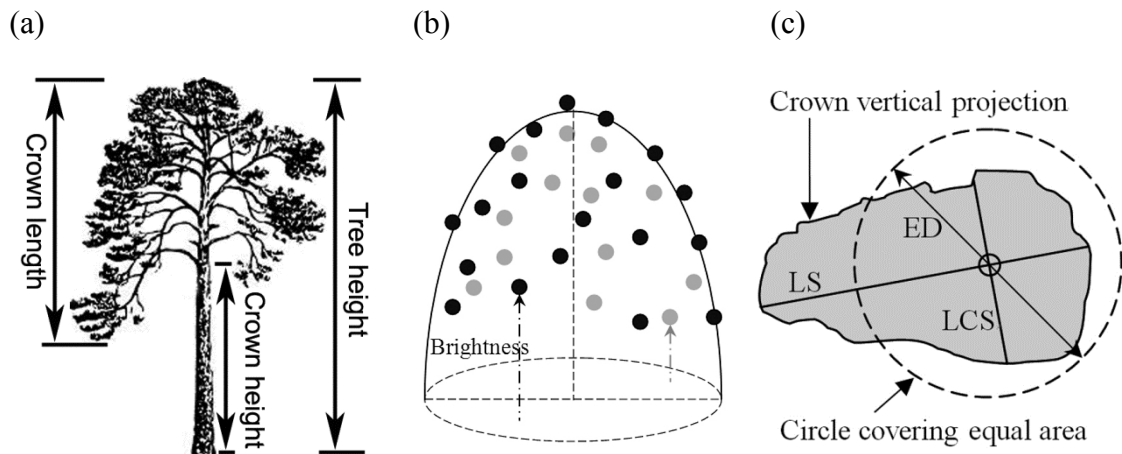 (a)
(b)
(c)
Crown length
Crown height
Tree height
Brightness
Crown vertical projection
ED
LS
LCS
Circle covering equal area